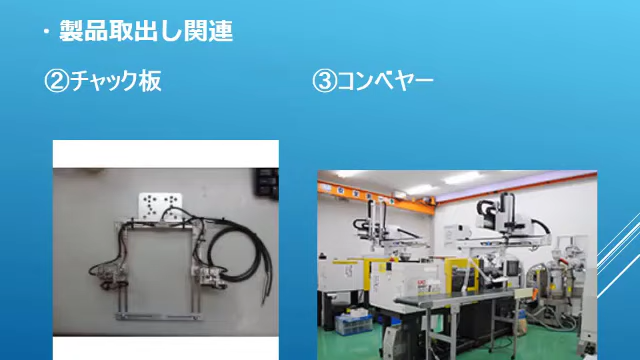 ・製品取出し関連
②チャック板
③コンベヤー